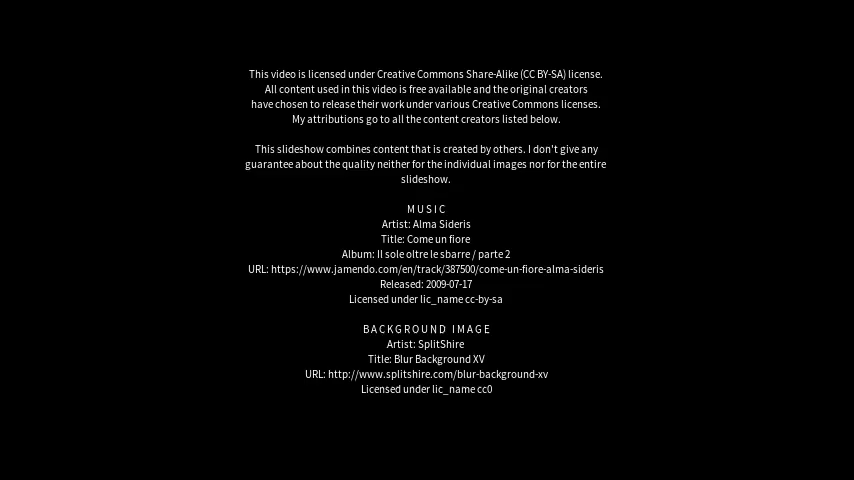 This video is licensed under Creative Commons Share-Alike (CC BY-SA) license.
All content used in this video is free available and the original creators
have chosen to release their work under various Creative Commons licenses.
My attributions go to all the content creators listed below.
This slideshow combines content that is created by others. I don't give any
guarantee about the quality neither for the individual images nor for the entire
slideshow.
MUSIC
Artist: Alma Sideris
Title: Come un fiore
Album: Il sole oltre le sbarre / parte 2
URL: https://www.jamendo.com/en/track/387500/come-un-fiore-alma-sideris
Released: 2009-07-17
Licensed under lic_name cc-by-sa
BACKGROUND IMAGE
Artist: SplitShire
Title: Blur Background XV
URL: http://www.splitshire.com/blur-background-xv
Licensed under lic_name cc0